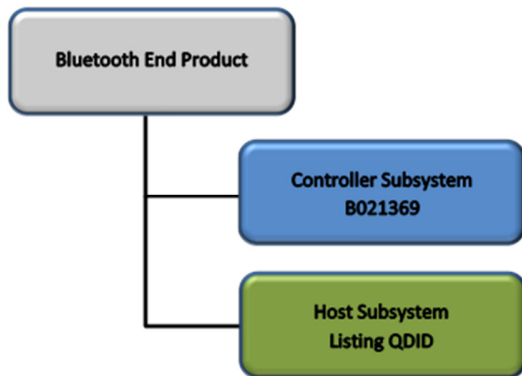 Bluetooth End Product
Controller Subsystem
B021369
Host Subsystem
Listing QDID